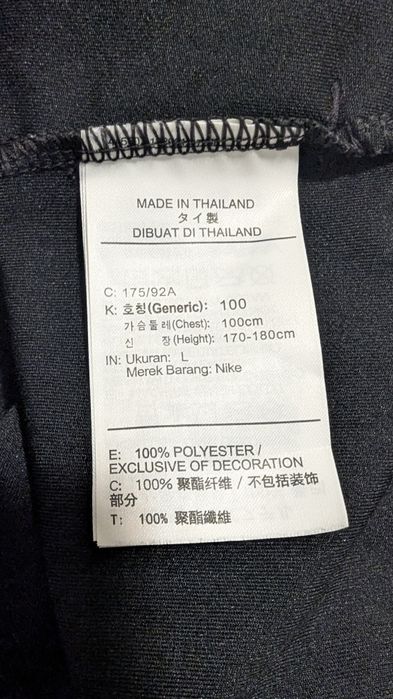 MADE IN THAILAND
タイ製
DIBUAT DI THAILAND
C: 175/92A
K: 호칭(Generic): 100
가슴둘레(Chest): 100cm
신 장(Height): 170-180cm
IN: Ukuran: L
Merek Barang: Nike
E: 100% POLYESTER /
EXCLUSIVE OF DECORATION
C: 100% 聚酯纤维 / 不包括装饰
部分
T: 100% 聚酯纖維